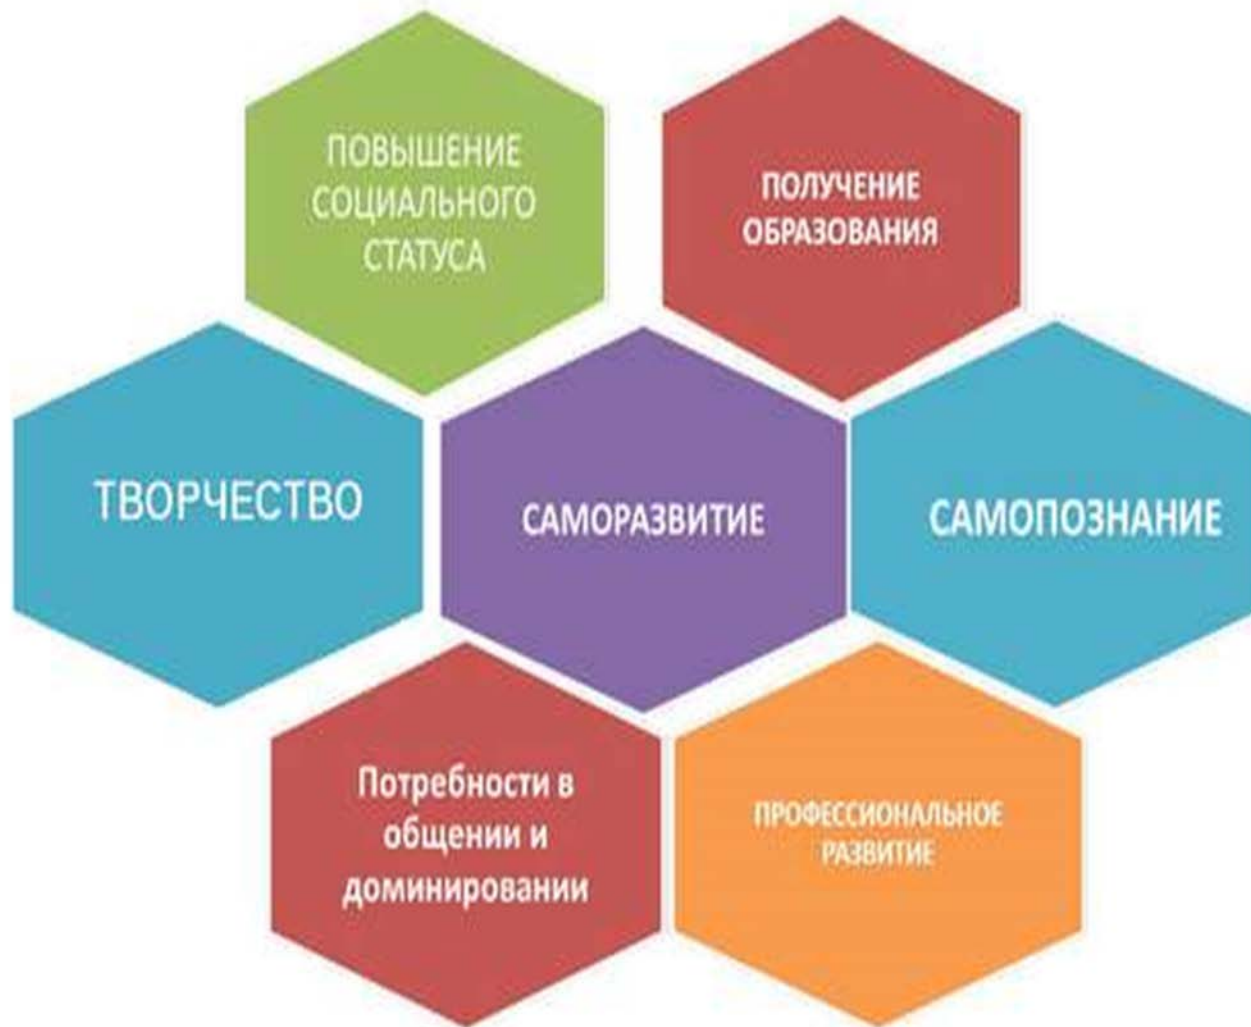 ПОВЫШЕНИЕ
СОЦИАЛЬНОГО
СТАТУСА
ПОЛУЧЕНИЕ
ОБРАЗОВАНИЯ
ТВОРЧЕСТВО
САМОРАЗВИТИЕ
САМОПОЗНАНИЕ
Потребности в
общении и
доминировании
ПРОФЕССИОНАЛЬНОЕ
РАЗВИТИЕ